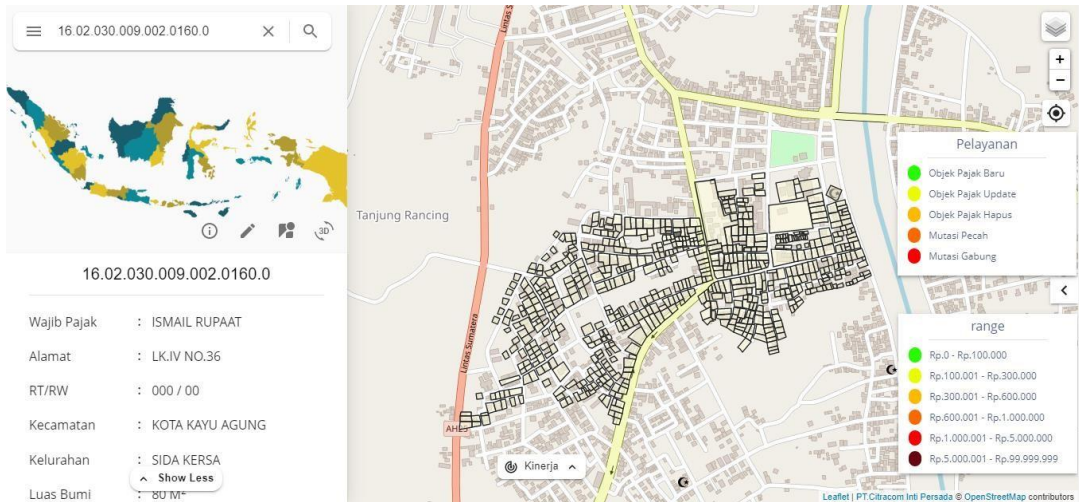 16.02.030.009.002.0160.0
16.02.030.009.002.0160.0
Wajib Pajak : ISMAIL RUPAAT
Alamat : LK.IV NO.36
RT/RW : 000 / 00
Kecamatan : KOTA KAYU AGUNG
Kelurahan : SIDA KERSA
Show Less
Luas Bumi : 80 M²
3D
Lintas S
Tanjung Rancing
Lintas Sumatera
AH25
Kinerja
+
−
Pelayanan
Objek Pajak Baru
Objek Pajak Update
Objek Pajak Hapus
Mutasi Pecah
Mutasi Gabung
range
Rp.0 - Rp.100.000
Rp.100.001 - Rp.300.000
Rp.300.001 - Rp.600.000
Rp.600.001 - Rp.1.000.000
Rp.1.000.001 - Rp.5.000.000
Rp.5.000.001 - Rp.99.999.999
Leaflet | PT.Citracom Inti Persada © OpenStreetMap contributors